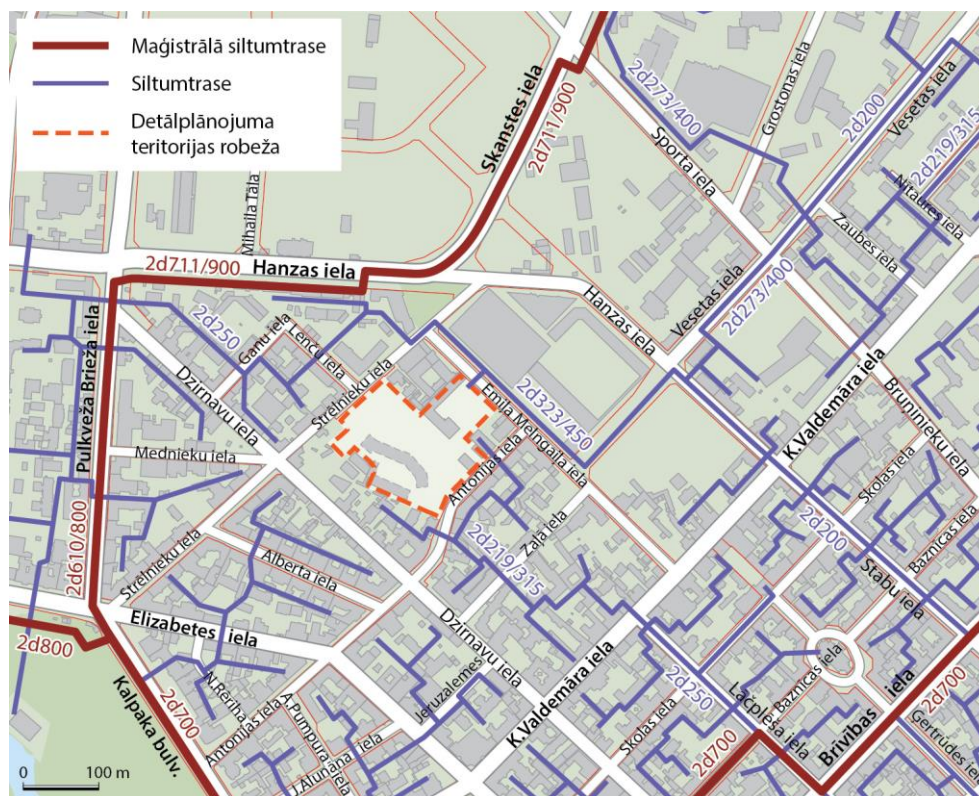 Maģistrālā siltumtrase
Siltumtrase
Detālplānojuma
teritorijas robeža
Skanstes iela
2d711/900
2d273/400
Sporta iela
Grostonas iela
2d200
Vesetas iela
2d219/315
Nītaures iela
Zaubes iela
Mihaila Tāla
2d711/900
Hanzas iela
Hanzas iela
Vesetas iela
2d273/400
Pulkveža Brieža iela
2d250
Ganu iela
Lenču iela
Strēlnieku iela
Dzirnavu iela
Emīla Melngaiļa iela
2d323/450
K.Valdemāra iela
Bruņinieku iela
Mednieku iela
Antonijas iela
Skolas iela
Baznīcas iela
2d610/800
Strēlnieku iela
Alberta iela
2d219/315
Zaļā iela
2d200
Stabu iela
Elizabetes iela
Dzirnavu iela
2d800
Kalpaka bulv.
2d700
N.Rēriha
Antonijas iela
A.Pumpura iela
J.Alunāna iela
Jeruzalemes
K.Valdemāra iela
2d250
Skolas iela
Lāčplēša iela
Baznīcas iela
Brīvības iela
2d700
2d700
Ģertrūdes iela
0 100 m